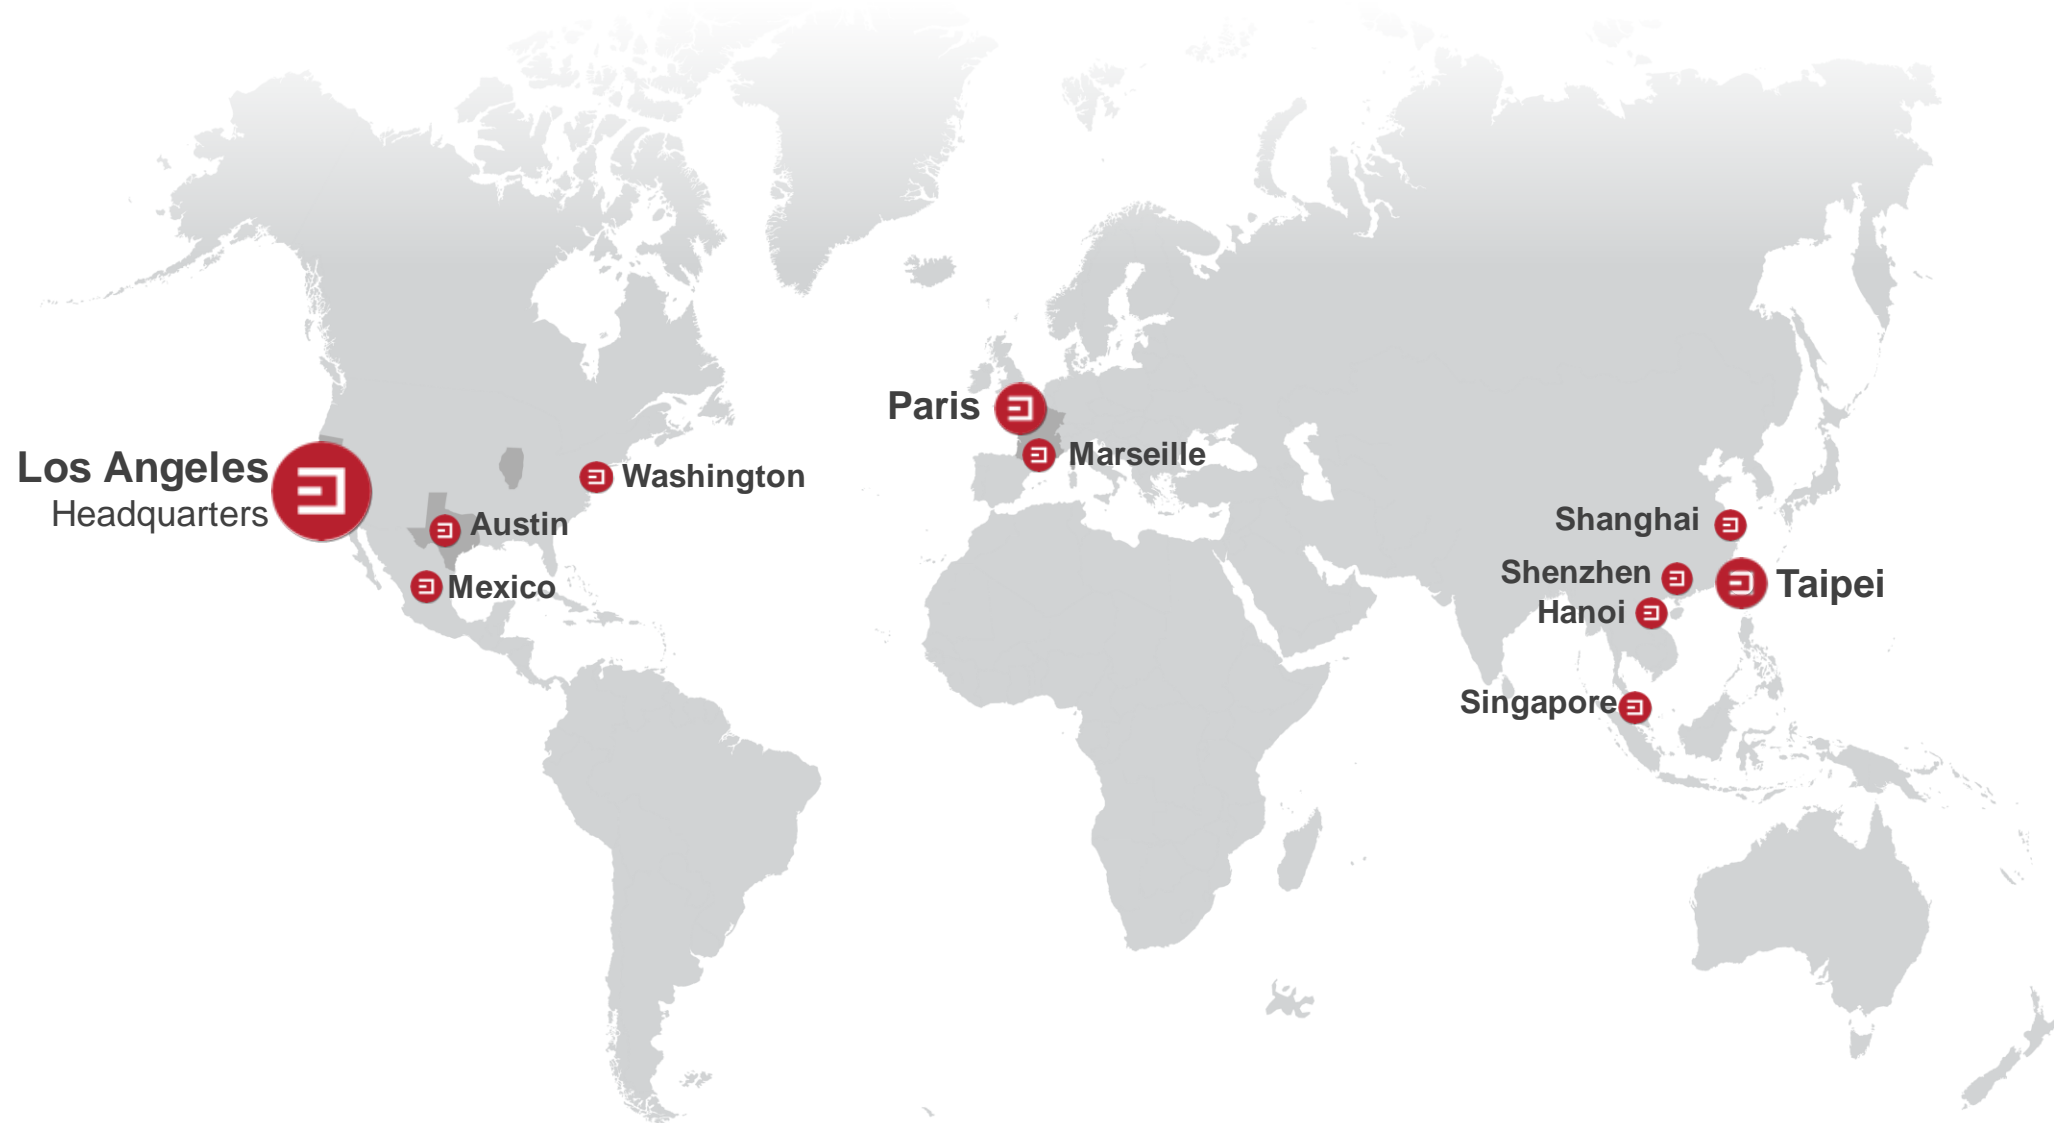 Los Angeles
Headquarters
Washington
Austin
Mexico
Paris
Marseille
Shanghai
Shenzhen
Taipei
Hanoi
Singapore